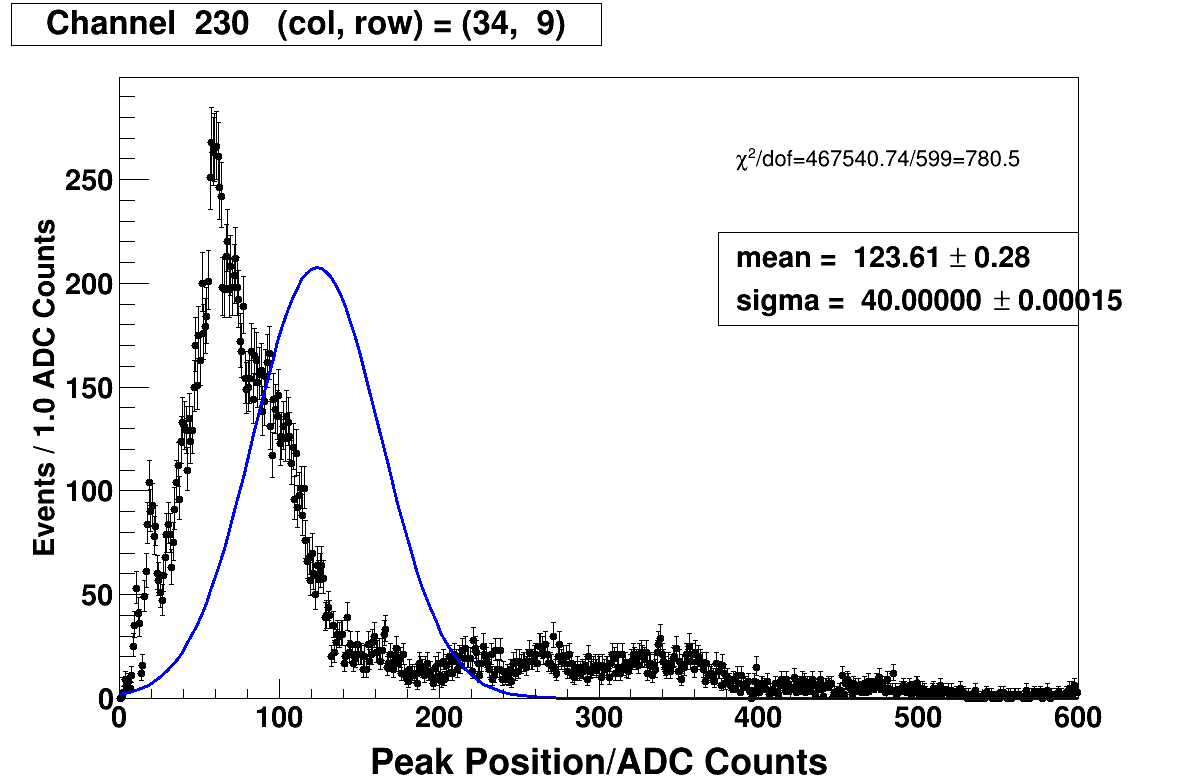 Channel 230 (col, row) = (34, 9)
χ²/dof=467540.74/599=780.5
mean = 123.61 ± 0.28
sigma = 40.00000 ± 0.00015
Events / 1.0 ADC Counts
250
200
150
100
50
0
0 100 200 300 400 500 600
Peak Position/ADC Counts